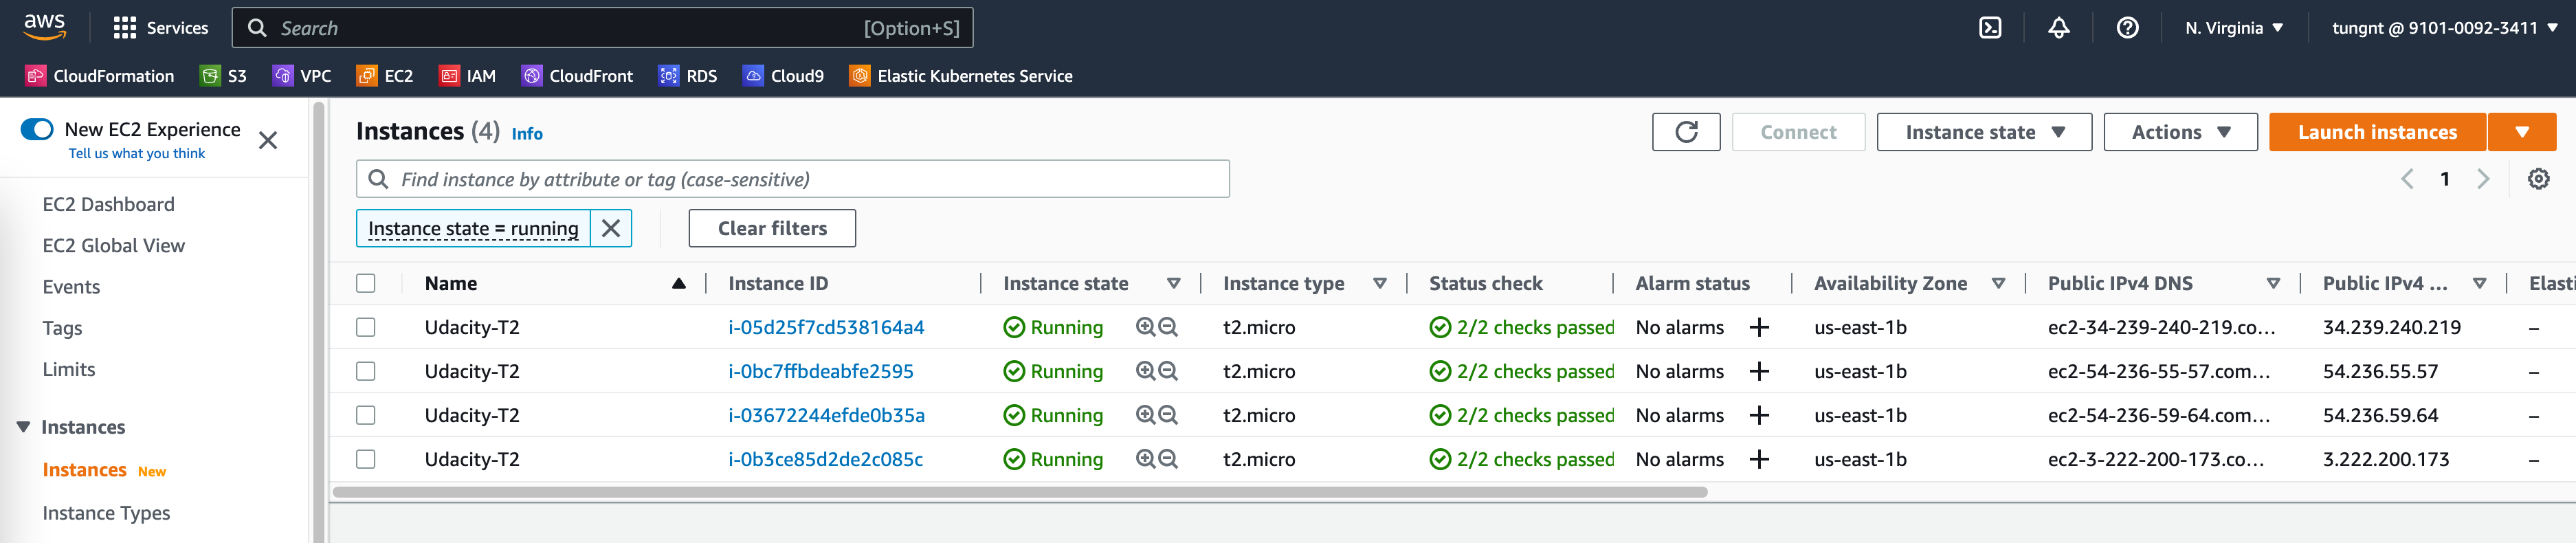 aws Services Search [Option+S] N. Virginia ▼ tungnt @ 9101-0092-3411 ▼
CloudFormation S3 VPC EC2 IAM CloudFront RDS Cloud9 Elastic Kubernetes Service
New EC2 Experience
Tell us what you think
EC2 Dashboard
EC2 Global View
Events
Tags
Limits
Instances
Instances New
Instance Types
Instances (4) Info Connect Instance state Actions Launch instances
Find instance by attribute or tag (case-sensitive) 1
Instance state = running Clear filters
Name Instance ID Instance state Instance type Status check Alarm status Availability Zone Public IPv4 DNS Public IPv4 ... Elasti
Udacity-T2 i-05d25f7cd538164a4 Running t2.micro 2/2 checks passed No alarms + us-east-1b ec2-34-239-240-219.co... 34.239.240.219 –
Udacity-T2 i-0bc7ffbdeabfe2595 Running t2.micro 2/2 checks passed No alarms + us-east-1b ec2-54-236-55-57.com... 54.236.55.57 –
Udacity-T2 i-03672244efde0b35a Running t2.micro 2/2 checks passed No alarms + us-east-1b ec2-54-236-59-64.com... 54.236.59.64 –
Udacity-T2 i-0b3ce85d2de2c085c Running t2.micro 2/2 checks passed No alarms + us-east-1b ec2-3-222-200-173.co... 3.222.200.173 –